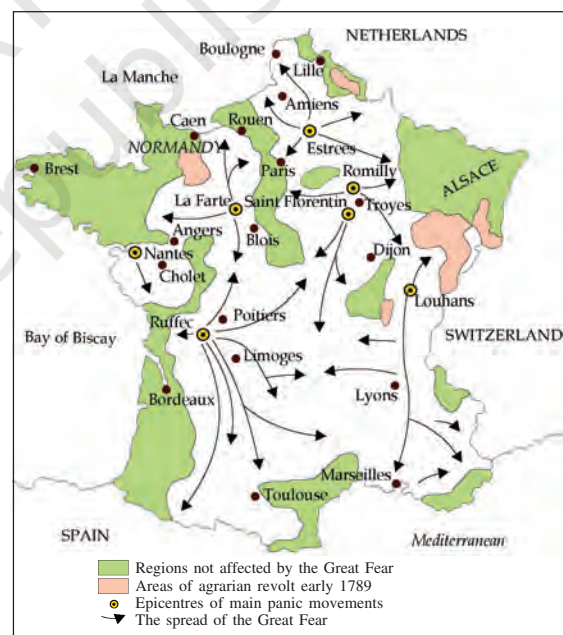 NETHERLANDS
Boulogne
Lille
La Manche
Amiens
Caen
Rouen
NORMANDY
Estrees
Brest
Paris
Romilly
ALSACE
La Farte
Saint Florentin
Troyes
Angers
Blois
Nantes
Dijon
Cholet
Louhans
Ruffec
Poitiers
Bay of Biscay
SWITZERLAND
Limoges
Bordeaux
Lyons
Marseilles
Toulouse
SPAIN
Mediterranean
Regions not affected by the Great Fear
Areas of agrarian revolt early 1789
Epicentres of main panic movements
The spread of the Great Fear